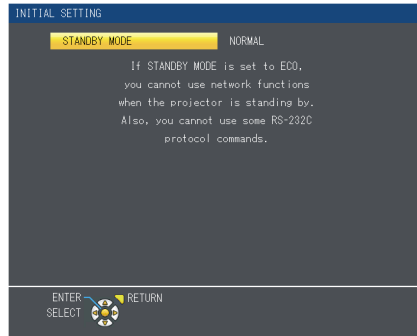 INITIAL SETTING
STANDBY MODE NORMAL
If STANDBY MODE is set to ECO,
you cannot use network functions
when the projector is standing by.
Also, you cannot use some RS-232C
protocol commands.
ENTER RETURN
SELECT